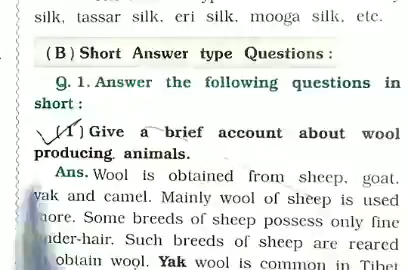 silk, tassar silk, eri silk, mooga silk, etc.
(B) Short Answer type Questions :
Q. 1. Answer the following questions in
short :
(1) Give a brief account about wool
producing animals.
Ans. Wool is obtained from sheep, goat,
yak and camel. Mainly wool of sheep is used
more. Some breeds of sheep possess only fine
under-hair. Such breeds of sheep are reared
obtain wool. Yak wool is common in Tibet